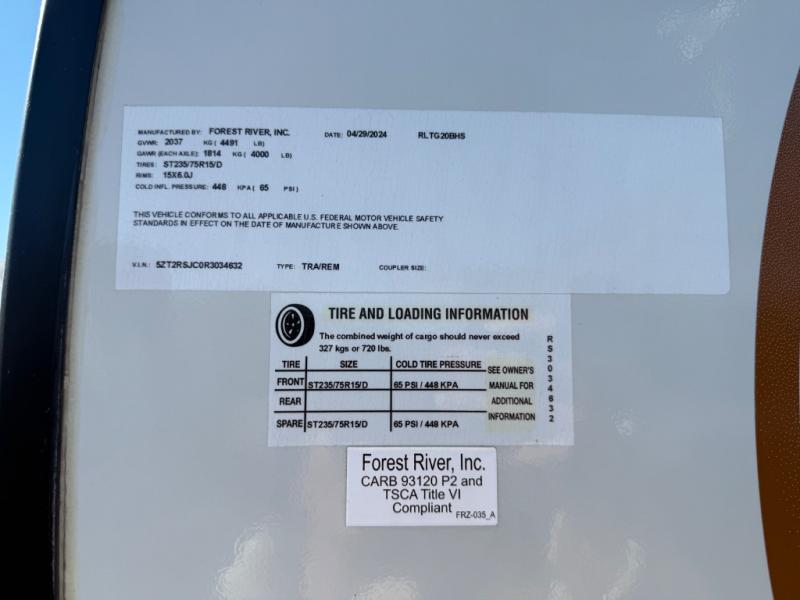 MANUFACTURED BY: FOREST RIVER, INC. DATE: 04/29/2024 RLTG20BHS
GVWR: 2037 KG ( 4491 LB)
GAWR (EACH AXLE): 1814 KG ( 4000 LB)
TIRES: ST235/75R15/D
RIMS: 15X6.0J
COLD INFL. PRESSURE: 448 KPA ( 65 PSI )
THIS VEHICLE CONFORMS TO ALL APPLICABLE U.S. FEDERAL MOTOR VEHICLE SAFETY
STANDARDS IN EFFECT ON THE DATE OF MANUFACTURE SHOWN ABOVE.
V.I.N.: 5ZT2RSJC0R3034632 TYPE: TRA/REM COUPLER SIZE:
TIRE AND LOADING INFORMATION
The combined weight of cargo should never exceed
327 kgs or 720 lbs.
TIRE SIZE COLD TIRE PRESSURE
FRONT ST235/75R15/D 65 PSI / 448 KPA
REAR
SPARE ST235/75R15/D 65 PSI / 448 KPA
SEE OWNER'S
MANUAL FOR
ADDITIONAL
INFORMATION
RS3034632
Forest River, Inc.
CARB 93120 P2 and
TSCA Title VI
Compliant FRZ-035_A